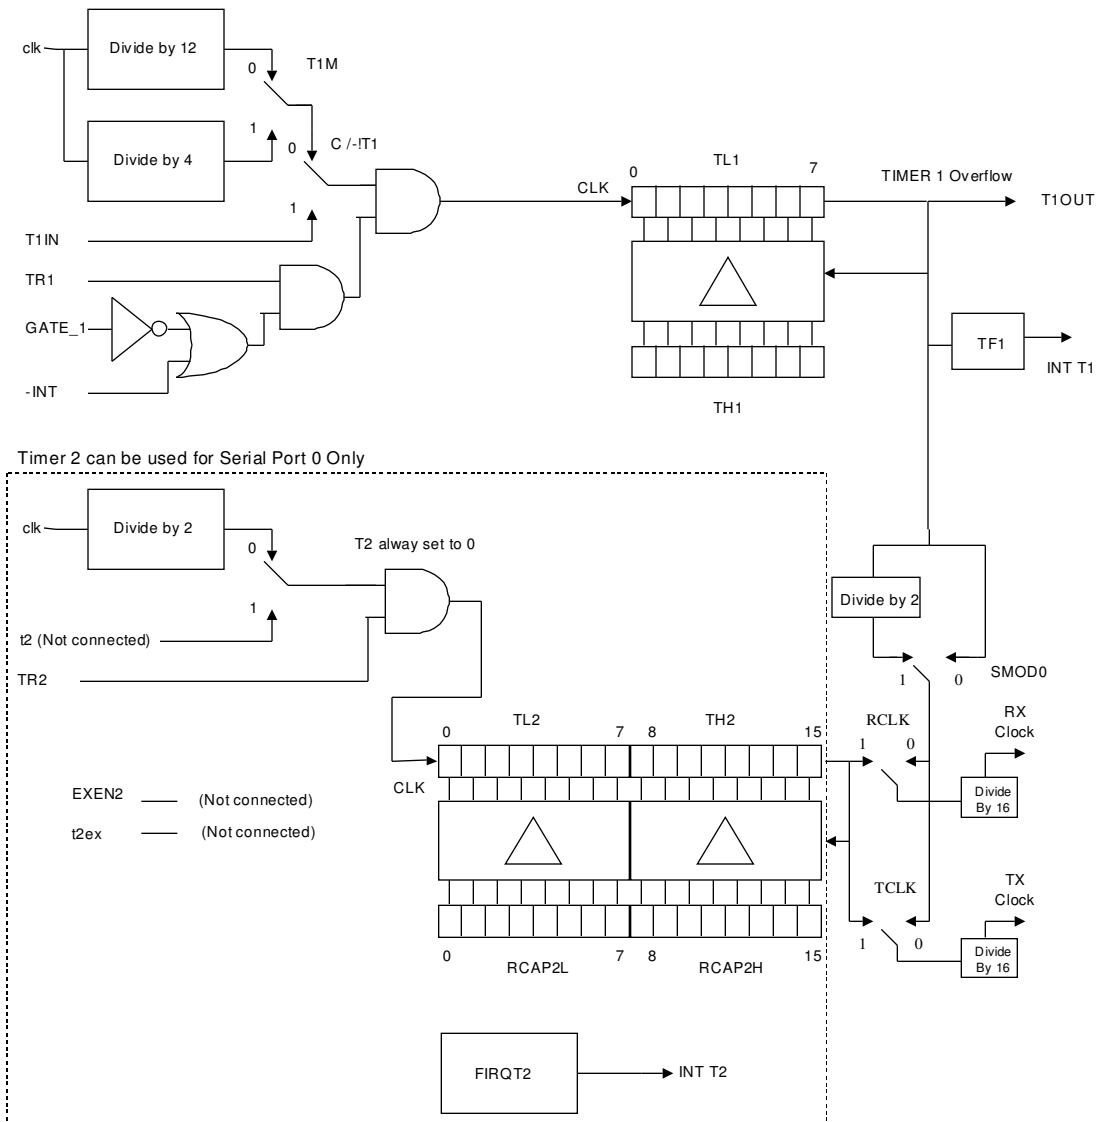 clk
Divide by 12
0
T1M
1
Divide by 4
0
C /-!T1
1
T1IN
TR1
GATE_1
-INT
CLK
0
TL1
7
TIMER 1 Overflow
T1OUT
TH1
TF1
INT T1
Timer 2 can be used for Serial Port 0 Only
clk
Divide by 2
0
T2 alway set to 0
1
t2 (Not connected)
TR2
Divide by 2
1
0
SMOD0
0
TL2
7
8
TH2
15
CLK
RCLK
1
0
RX
Clock
Divide
By 16
EXEN2
(Not connected)
t2ex
(Not connected)
TCLK
1
0
TX
Clock
Divide
By 16
0
RCAP2L
7
8
RCAP2H
15
FIRQT2
INT T2